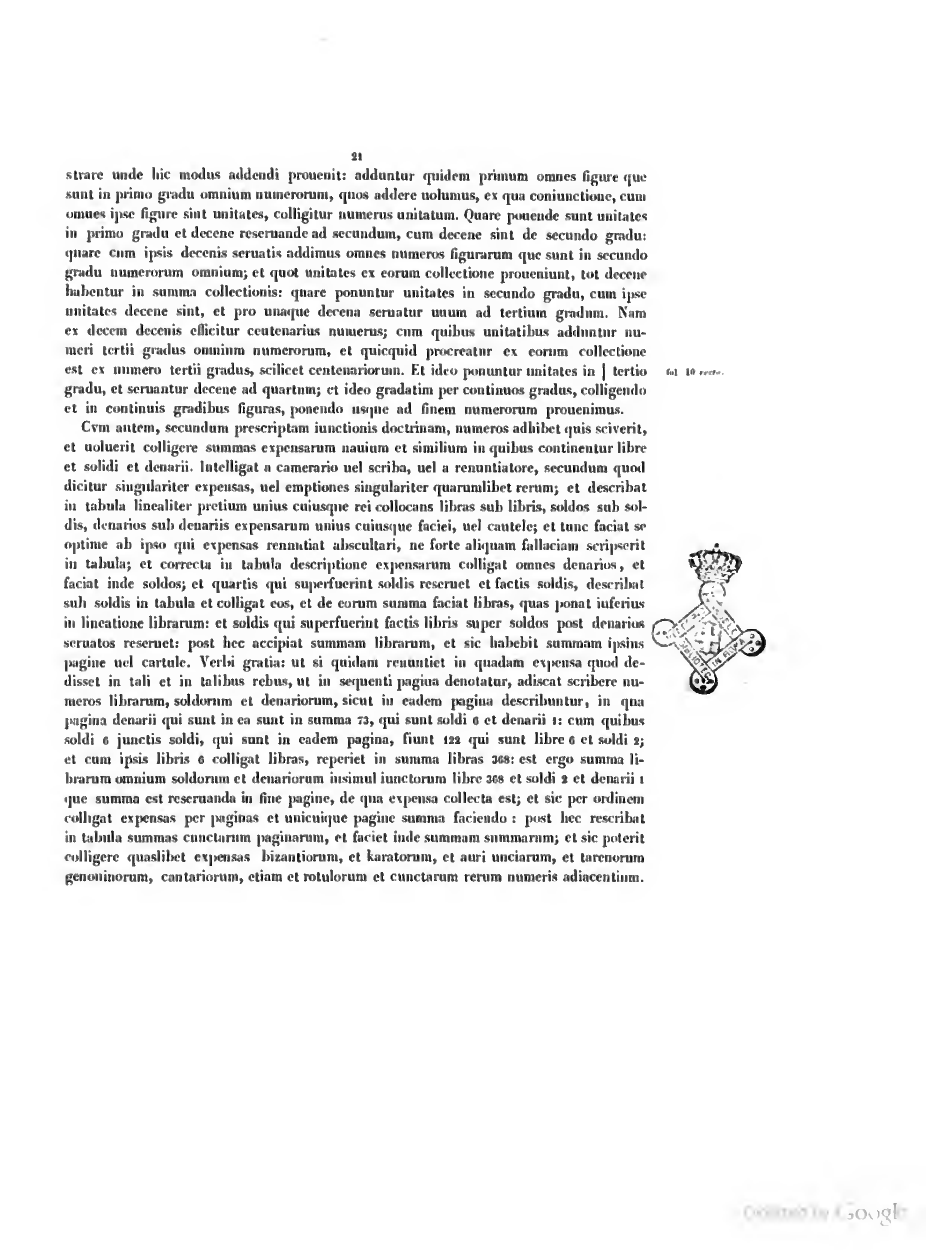 21
strare unde hic modus addendi prouenit: adduntur quidem primum omnes figure que
sunt in primo gradu omnium numerorum, quos addere uolumus, ex qua coniunctione, cum
omnes ipse figure sint unitates, colligitur numerus unitatum. Quare ponende sunt unitates
in primo gradu et decene reseruande ad secundum, cum decene sint de secundo gradu:
quare cum ipsis decenis seruatis addimus omnes numeros figurarum que sunt in secundo
gradu numerorum omnium; et quot unitates ex eorum collectione proueniunt, tot decene
habentur in summa collectionis: quare ponuntur unitates in secundo gradu, cum ipse
unitates decene sint, et pro unaque decena seruatur unum ad tertium gradum. Nam
ex decem decenis efficitur centenarius numerus; cum quibus unitatibus adduntur nu-
meri tertii gradus omnium numerorum, et quicquid procreatur ex eorum collectione
est ex numero tertii gradus, scilicet centenariorum. Et ideo ponuntur unitates in | tertio
fol. 10 recto.
gradu, et seruantur decene ad quartum; et ideo gradatim per continuos gradus, colligendo
et in continuis gradibus figuras, ponendo usque ad finem numerorum prouenimus.
Cvm autem, secundum prescriptam iunctionis doctrinam, numeros adhibet quis sciverit,
et uoluerit colligere summas expensarum nauium et similium in quibus continentur libre
et solidi et denarii. Intelligat a camerario uel scriba, uel a renuntiatore, secundum quod
dicitur singulariter expensas, uel emptiones singulariter quarumlibet rerum; et describat
in tabula linealiter pretium unius cuiusque rei collocans libras sub libris, soldos sub sol-
dis, denarios sub denariis expensarum unius cuiusque faciei, uel cautele; et tunc faciat se
optime ab ipso qui expensas renuntiat abscultari, ne forte aliquam fallaciam scripserit
in tabula; et correcta in tabula descriptione expensarum colligat omnes denarios, et
faciat inde soldos; et quartis qui superfuerint soldis reseruet et factis soldis, describat
sub soldis in tabula et colligat eos, et de eorum summa faciat libras, quas ponat inferius
in lineatione librarum: et soldis qui superfuerint factis libris super soldos post denarios
seruatos reseruet: post hec accipiat summam librarum, et sic habebit summam ipsius
pagine uel cartule. Verbi gratia: ut si quidam renuntiet in quadam expensa quod de-
disset in tali et in talibus rebus, ut in sequenti pagina denotatur, adiscat scribere nu-
meros librarum, soldorum et denariorum, sicut in eadem pagina describuntur, in qua
pagina denarii qui sunt in ea sunt in summa 73, qui sunt soldi 6 et denarii 1: cum quibus
soldi 6 junctis soldi, qui sunt in eadem pagina, fiunt 122 qui sunt libre 6 et soldi 2;
et cum ipsis libris 6 colligat libras, reperiet in summa libras 368: est ergo summa li-
brarum omnium soldorum et denariorum insimul iunctorum libre 368 et soldi 2 et denarii 1
que summa est reseruanda in fine pagine, de qua expensa collecta est; et sic per ordinem
colligat expensas per paginas et unicuique pagine summa faciendo : post hec rescribat
in tabula summas cunctarum paginarum, et faciet inde summam summarum; et sic poterit
colligere quaslibet expensas bizantiorum, et karatorum, et auri unciarum, et tarenorum
genoninorum, cantariorum, etiam et rotulorum et cunctarum rerum numeris adiacentium.
Digitized by Google